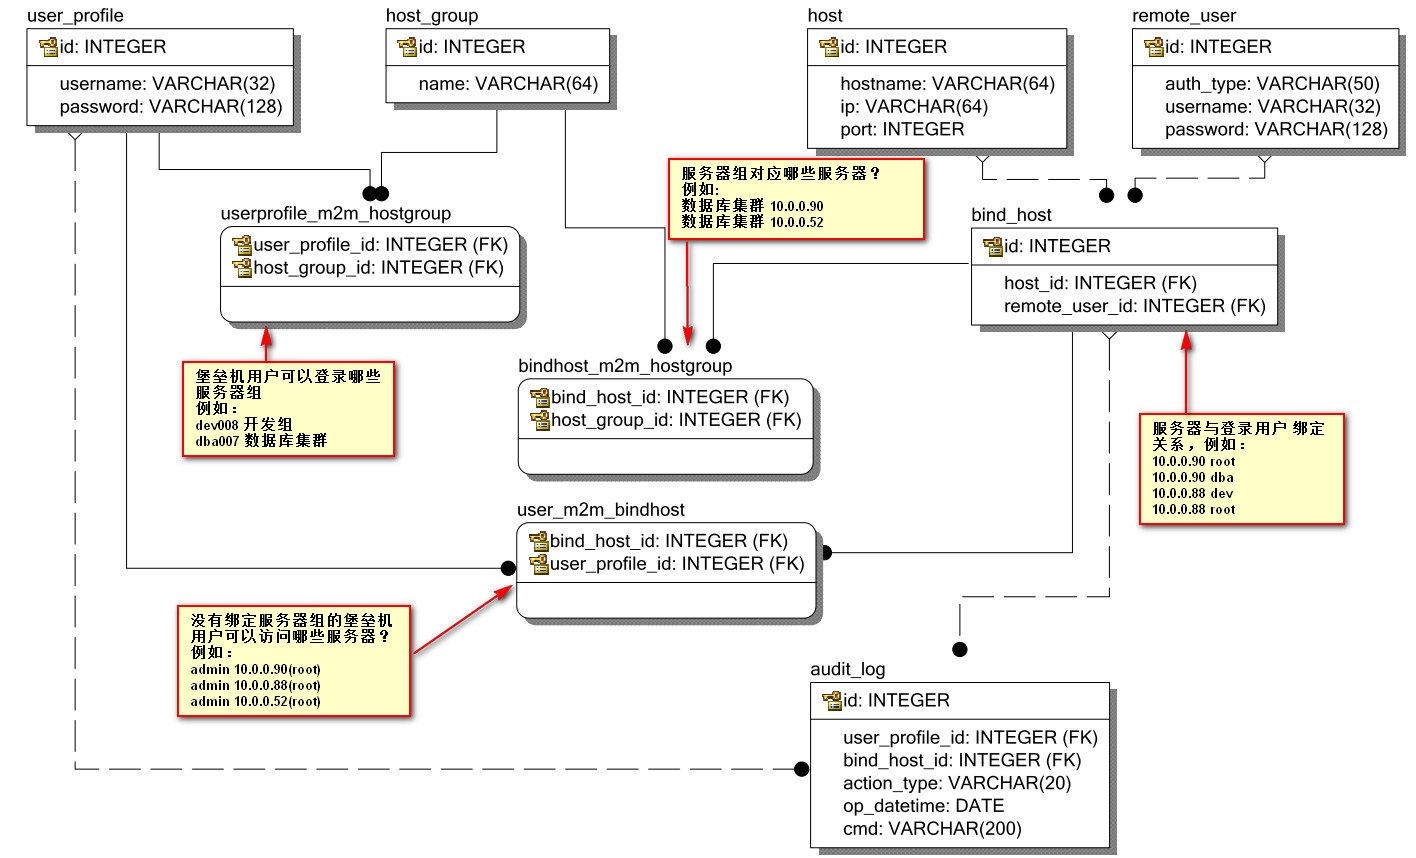 user_profile
id: INTEGER
username: VARCHAR(32)
password: VARCHAR(128)
host_group
id: INTEGER
name: VARCHAR(64)
host
id: INTEGER
hostname: VARCHAR(64)
ip: VARCHAR(64)
port: INTEGER
remote_user
id: INTEGER
auth_type: VARCHAR(50)
username: VARCHAR(32)
password: VARCHAR(128)
userprofile_m2m_hostgroup
user_profile_id: INTEGER (FK)
host_group_id: INTEGER (FK)
服务器组对应哪些服务器？
例如:
数据库集群 10.0.0.90
数据库集群 10.0.0.52
bind_host
id: INTEGER
host_id: INTEGER (FK)
remote_user_id: INTEGER (FK)
堡垒机用户可以登录哪些
服务器组
例如：
dev008 开发组
dba007 数据库集群
bindhost_m2m_hostgroup
bind_host_id: INTEGER (FK)
host_group_id: INTEGER (FK)
服务器与登录用户 绑定
关系，例如：
10.0.0.90 root
10.0.0.90 dba
10.0.0.88 dev
10.0.0.88 root
user_m2m_bindhost
bind_host_id: INTEGER (FK)
user_profile_id: INTEGER (FK)
没有绑定服务器组的堡垒机
用户可以访问哪些服务器？
例如：
admin 10.0.0.90(root)
admin 10.0.0.88(root)
admin 10.0.0.52(root)
audit_log
id: INTEGER
user_profile_id: INTEGER (FK)
bind_host_id: INTEGER (FK)
action_type: VARCHAR(20)
op_datetime: DATE
cmd: VARCHAR(200)